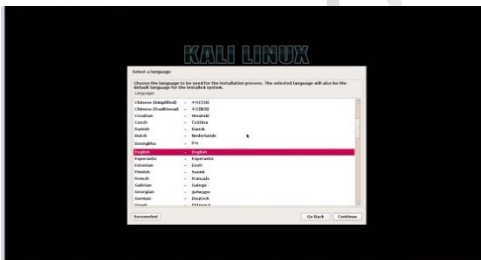 KALI LINUX
Select a language
Choose the language to be used for the installation process. The selected language will also be the
default language for the installed system.
Language:
Chinese (Simplified) -
Chinese (Traditional) -
Croatian - Hrvatski
Czech - Čeština
Danish - Dansk
Dutch - Nederlands
Dzongkha -
English - English
Esperanto - Esperanto
Estonian - Eesti
Finnish - Suomi
French - Français
Galician - Galego
Georgian - ქართული
German - Deutsch
Screenshot
Go Back
Continue